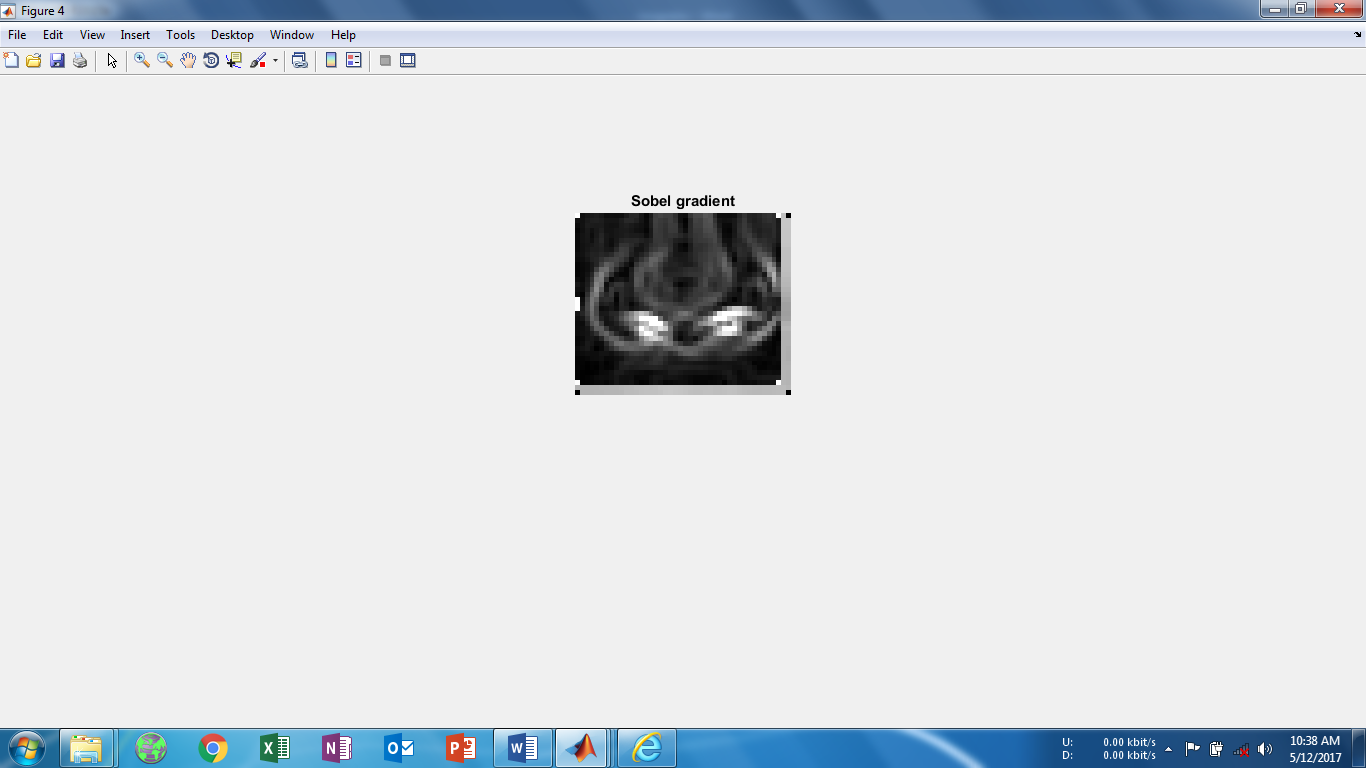 Figure 4
File Edit View Insert Tools Desktop Window Help
Sobel gradient
U: 0.00 kbit/s
D: 0.00 kbit/s
10:38 AM
5/12/2017